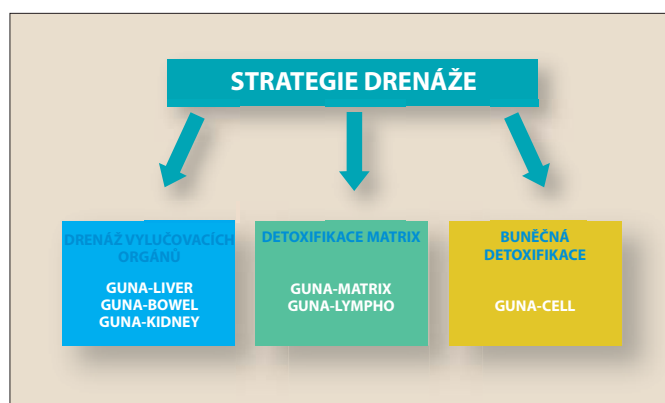 STRATEGIE DRENÁŽE
DRENÁŽ VYLUČOVACÍCH
ORGÁNŮ
GUNA-LIVER
GUNA-BOWEL
GUNA-KIDNEY
DETOXIFIKACE MATRIX
GUNA-MATRIX
GUNA-LYMPHO
BUNĚČNÁ
DETOXIFIKACE
GUNA-CELL